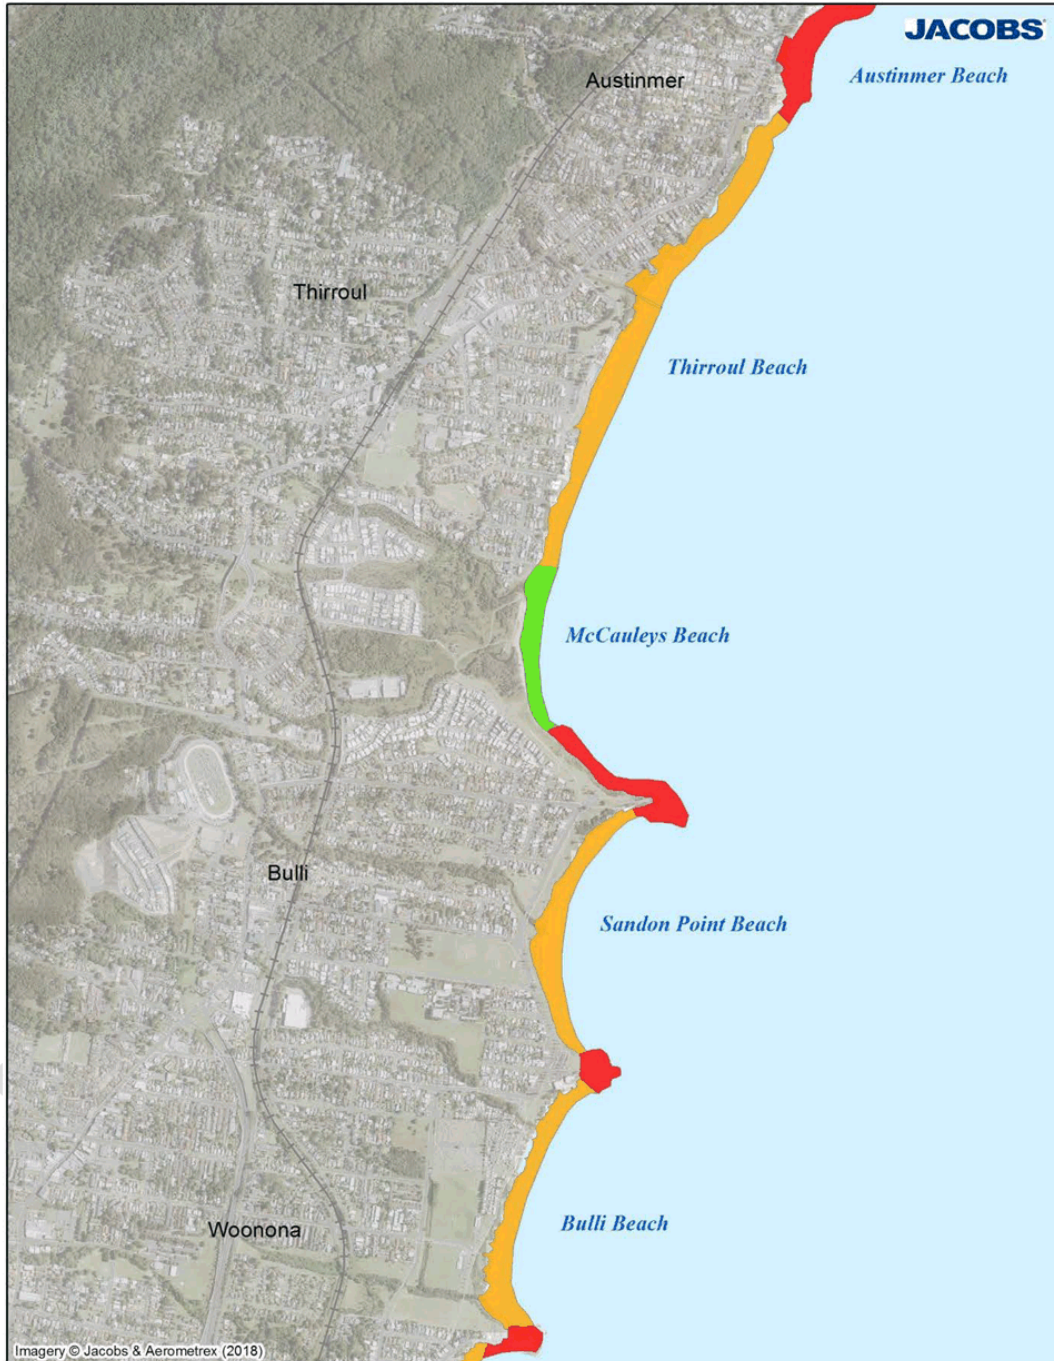 JACOBS
Austinmer Beach
Austinmer
Thirroul
Thirroul Beach
McCauleys Beach
Bulli
Sandon Point Beach
Woonona
Bulli Beach
Imagery © Jacobs & Aerometrex (2018)